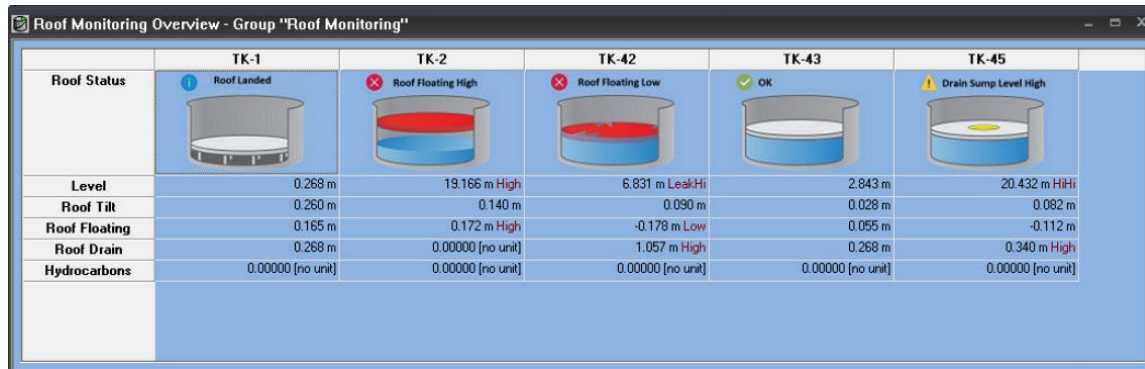 Roof Monitoring Overview - Group "Roof Monitoring"
TK-1 TK-2 TK-42 TK-43 TK-45
Roof Status Roof Landed Roof Floating High Roof Floating Low OK Drain Sump Level High
Level 0.268 m 19.166 m High 6.831 m LeakHi 2.843 m 20.432 m HiHi
Roof Tilt 0.260 m 0.140 m 0.090 m 0.028 m 0.082 m
Roof Floating 0.165 m 0.172 m High -0.178 m Low 0.055 m -0.112 m
Roof Drain 0.268 m 0.00000 [no unit] 1.057 m High 0.268 m 0.340 m High
Hydrocarbons 0.00000 [no unit] 0.00000 [no unit] 0.00000 [no unit] 0.00000 [no unit] 0.00000 [no unit]